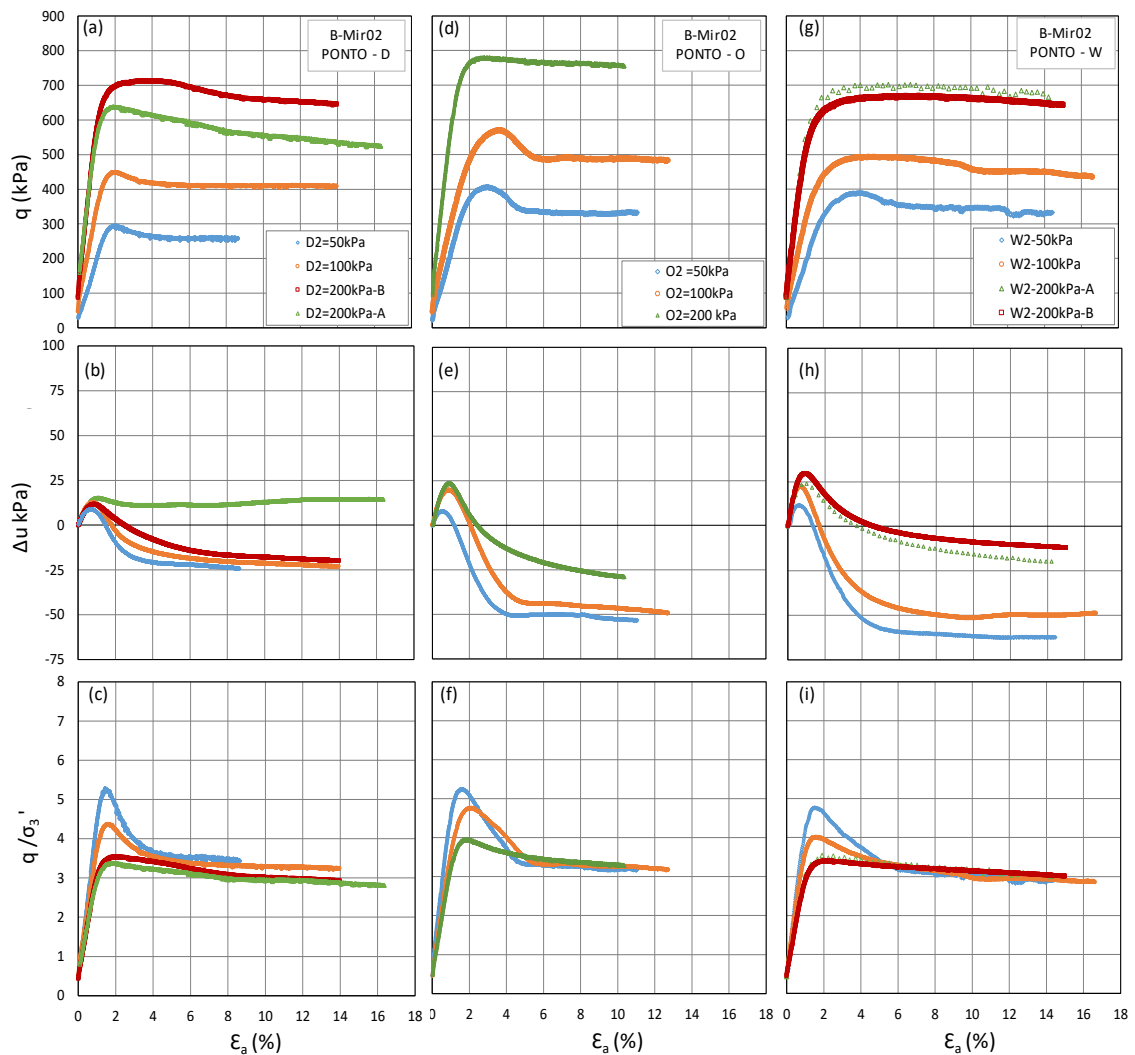 (a)
B-Mir02
PONTO - D
D2=50kPa
D2=100kPa
D2=200kPa-B
D2=200kPa-A
q (kPa)
900
800
700
600
500
400
300
200
100
0
(d)
B-Mir02
PONTO - O
O2 =50kPa
O2=100kPa
O2=200 kPa
(g)
B-Mir02
PONTO - W
W2-50kPa
W2-100kPa
W2-200kPa-A
W2-200kPa-B
(b)
Δu kPa)
100
75
50
25
0
-25
-50
-75
(e)
(h)
(c)
q /σ3'
8
7
6
5
4
3
2
1
0
0 2 4 6 8 10 12 14 16 18
Ɛa (%)
(f)
0 2 4 6 8 10 12 14 16 18
Ɛa (%)
(i)
0 2 4 6 8 10 12 14 16 18
Ɛa (%)